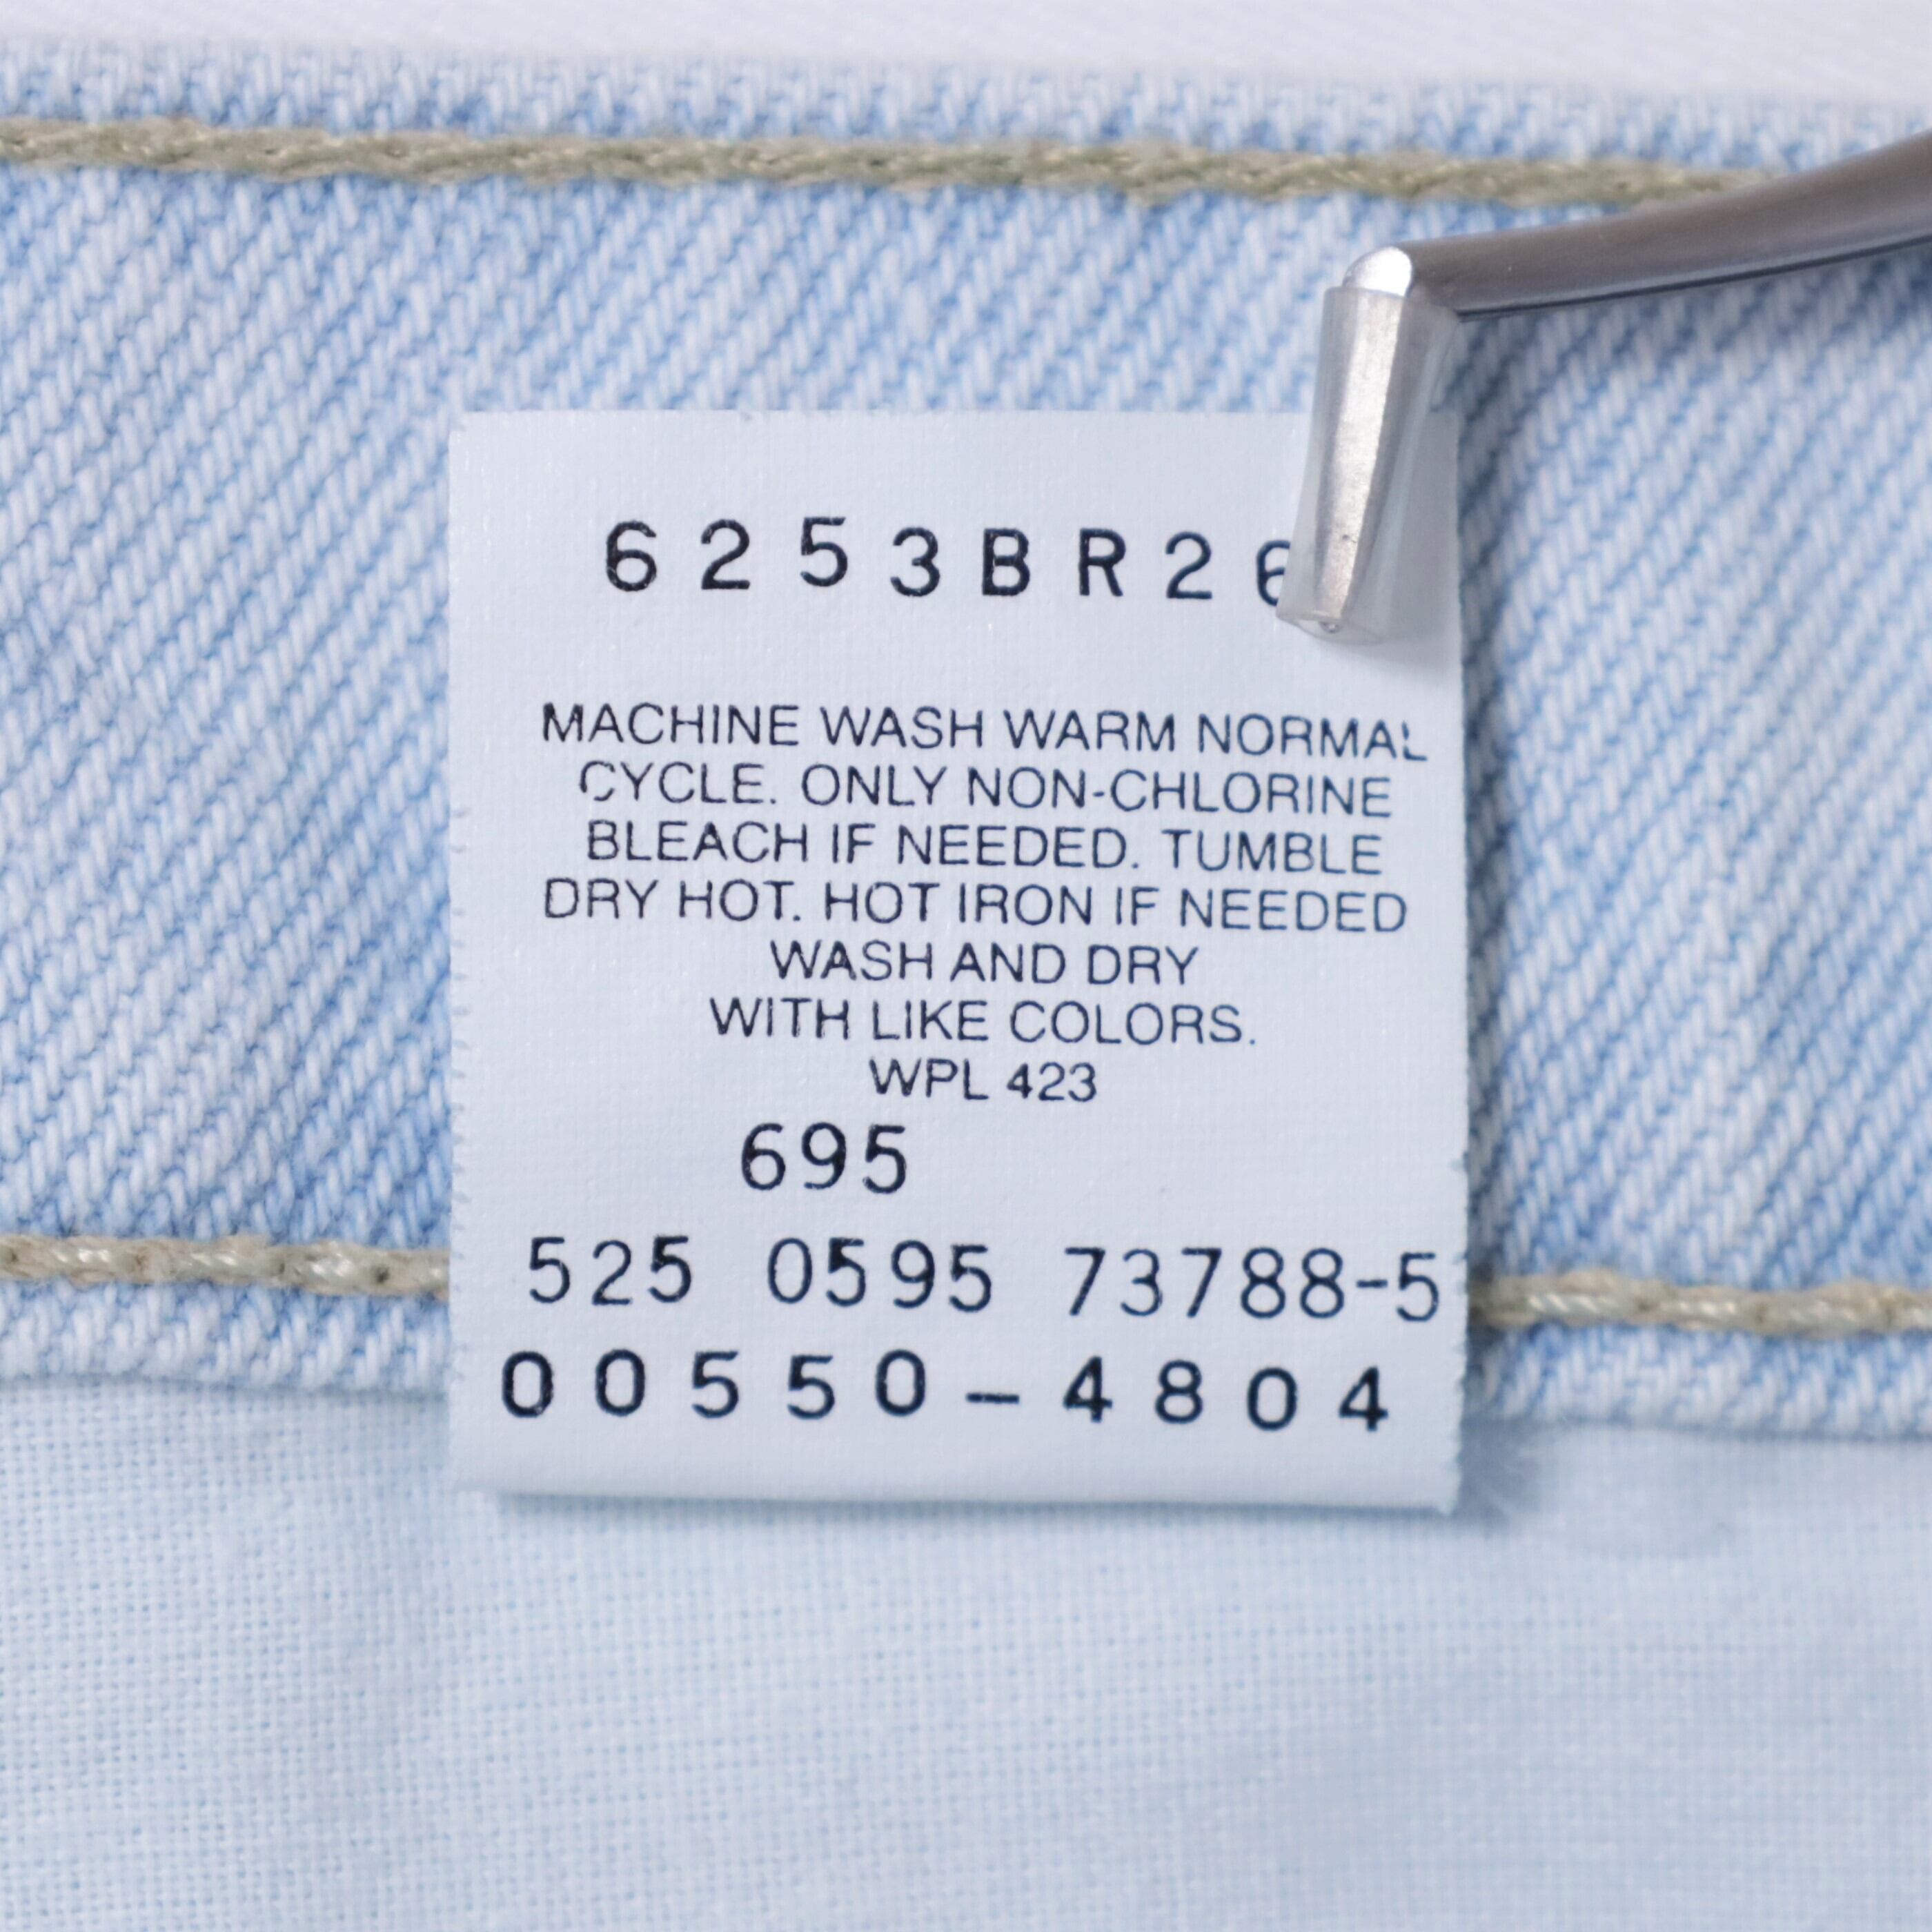 6253BR26
MACHINE WASH WARM NORMAL
CYCLE. ONLY NON-CHLORINE
BLEACH IF NEEDED. TUMBLE
DRY HOT. HOT IRON IF NEEDED
WASH AND DRY
WITH LIKE COLORS.
WPL 423
695
525 0595 73788-5
00550-4804